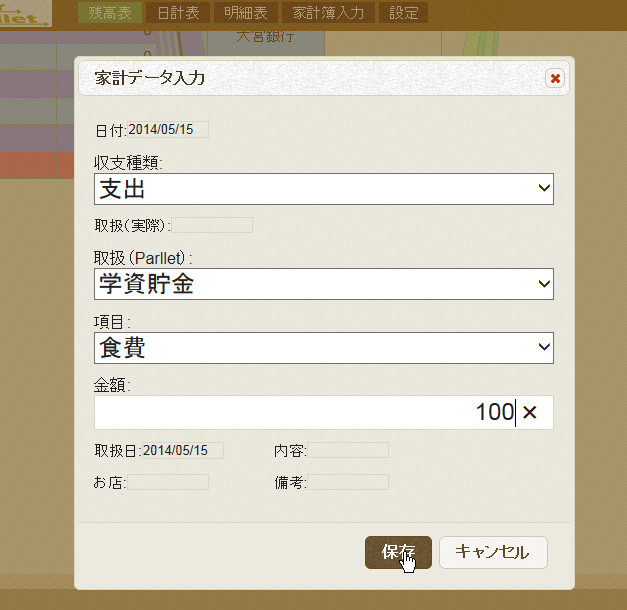 llet.
残高表 日計表 明細表 家計簿入力 設定
0
大宮銀行
0
家計データ入力
日付:2014/05/15
収支種類:
支出
取扱(実際):
取扱(Parllet):
学資貯金
項目:
食費
金額:
100
取扱日:2014/05/15 内容:
お店: 備考:
保存 キャンセル